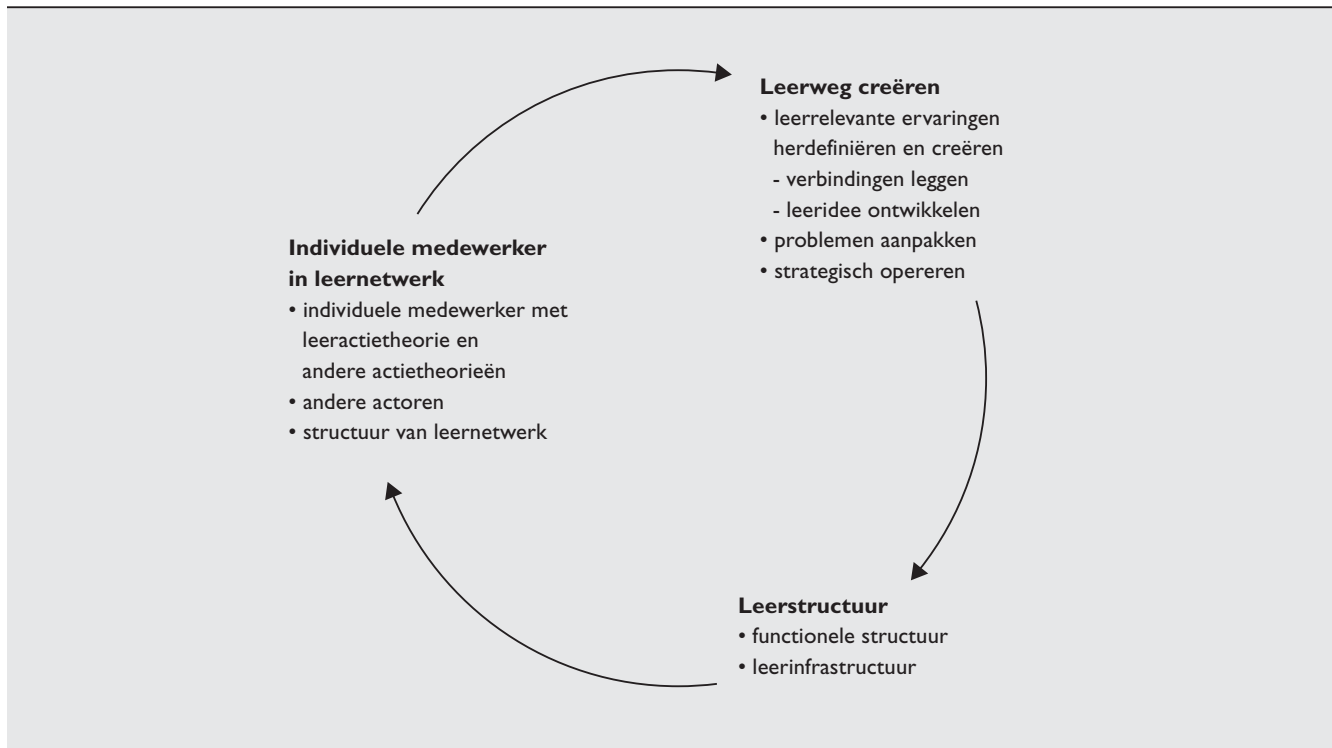 Leerweg creëren
• leerrelevante ervaringen
herdefiniëren en creëren
- verbindingen leggen
- leeridee ontwikkelen
• problemen aanpakken
• strategisch opereren
Individuele medewerker
in leernetwerk
• individuele medewerker met
leeractietheorie en
andere actietheorieën
• andere actoren
• structuur van leernetwerk
Leerstructuur
• functionele structuur
• leerinfrastructuur